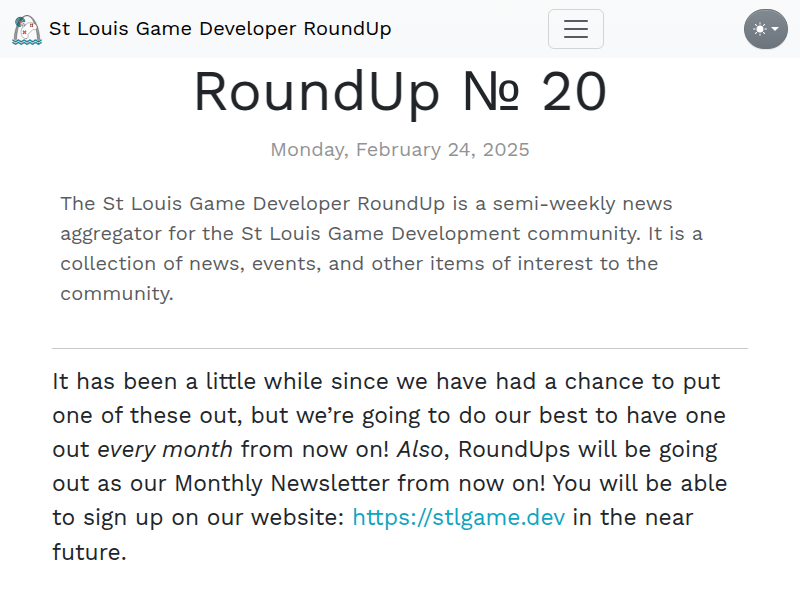 St Louis Game Developer RoundUp
RoundUp № 20
Monday, February 24, 2025
The St Louis Game Developer RoundUp is a semi-weekly news
aggregator for the St Louis Game Development community. It is a
collection of news, events, and other items of interest to the
community.
It has been a little while since we have had a chance to put
one of these out, but we’re going to do our best to have one
out every month from now on! Also, RoundUps will be going
out as our Monthly Newsletter from now on! You will be able
to sign up on our website: https://stlgame.dev in the near
future.